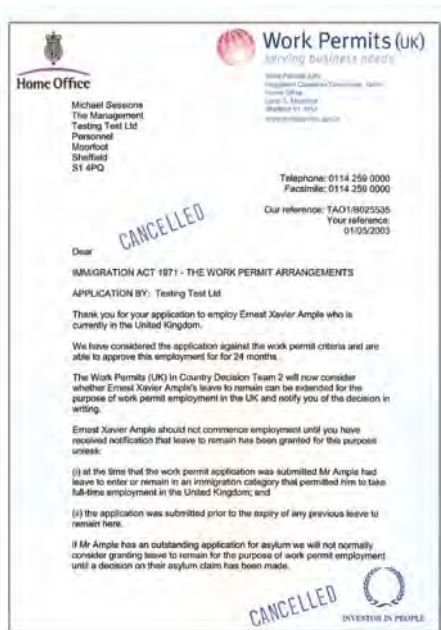 Home Office
Work Permits (UK)
serving business needs
Michael Sessions
The Management
Testing Test Ltd
Personnel
Moorfoot
Sheffield
S1 4PQ
Telephone: 0114 259 0000
Facsimile: 0114 259 0000
Our reference: TAO1/B025535
Your reference:
01/05/2003
CANCELLED
Dear
IMMIGRATION ACT 1971 - THE WORK PERMIT ARRANGEMENTS
APPLICATION BY: Testing Test Ltd
Thank you for your application to employ Ernest Xavier Ample who is
currently in the United Kingdom.
We have considered the application against the work permit criteria and are
able to approve this employment for for 24 months.
The Work Permits (UK) In Country Decision Team 2 will now consider
whether Ernest Xavier Ample's leave to remain can be extended for the
purpose of work permit employment in the UK and notify you of the decision in
writing.
Ernest Xavier Ample should not commence employment until you have
received notification that leave to remain has been granted for this purpose
unless:
(i) at the time that the work permit application was submitted Mr Ample had
leave to enter or remain in an immigration category that permitted him to take
full-time employment in the United Kingdom; and
(ii) the application was submitted prior to the expiry of any previous leave to
remain here.
If Mr Ample has an outstanding application for asylum we will not normally
consider granting leave to remain for the purpose of work permit employment
until a decision on their asylum claim has been made.
CANCELLED
INVESTOR IN PEOPLE